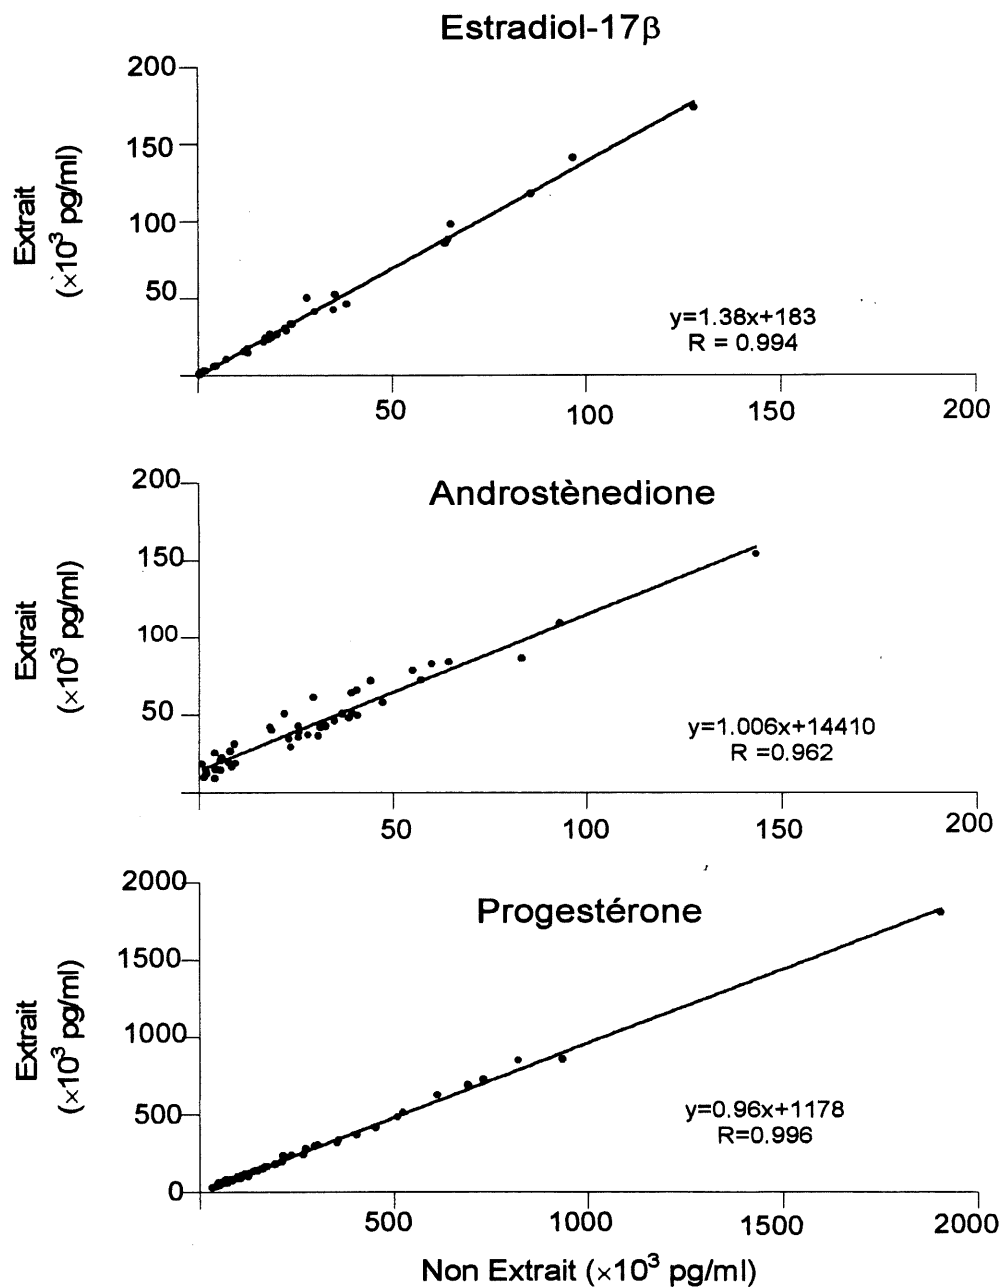 Estradiol-17β
200
150
100
50
Extrait
(×10³ pg/ml)
y=1.38x+183
R = 0.994
50
100
150
200
Androstènedione
200
150
100
50
Extrait
(×10³ pg/ml)
y=1.006x+14410
R =0.962
50
100
150
200
Progestérone
2000
1500
1000
500
0
Extrait
(×10³ pg/ml)
y=0.96x+1178
R=0.996
500
1000
1500
2000
Non Extrait (×10³ pg/ml)